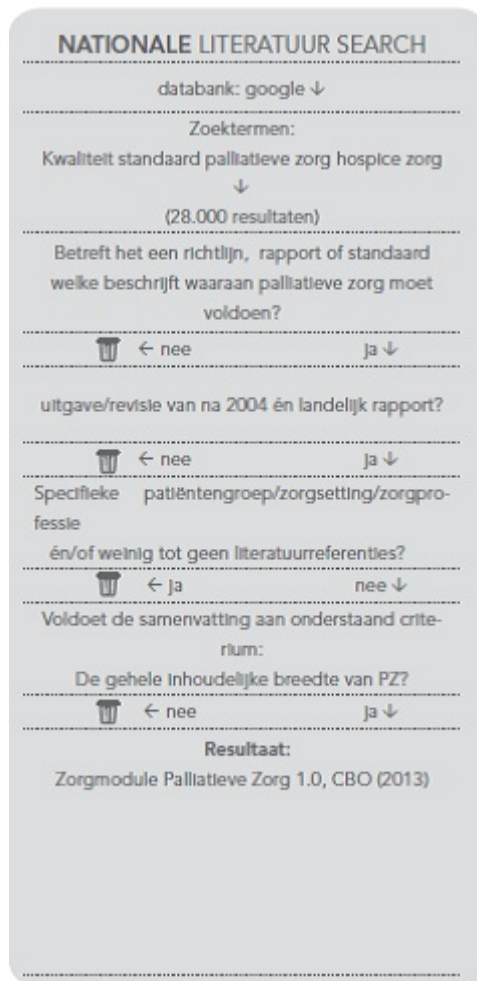 NATIONALE LITERATUUR SEARCH
databank: google ↓
Zoektermen:
Kwaliteit standaard palliatieve zorg hospice zorg
↓
(28.000 resultaten)
Betreft het een richtlijn, rapport of standaard
welke beschrijft waaraan palliatieve zorg moet
voldoen?
← nee ja ↓
uitgave/revisie van na 2004 én landelijk rapport?
← nee ja ↓
Specifieke patiëntengroep/zorgsetting/zorgpro-
fessie
én/of weinig tot geen literatuurreferenties?
← ja nee ↓
Voldoet de samenvatting aan onderstaand crite-
rium:
De gehele inhoudelijke breedte van PZ?
← nee ja ↓
Resultaat:
Zorgmodule Palliatieve Zorg 1.0, CBO (2013)